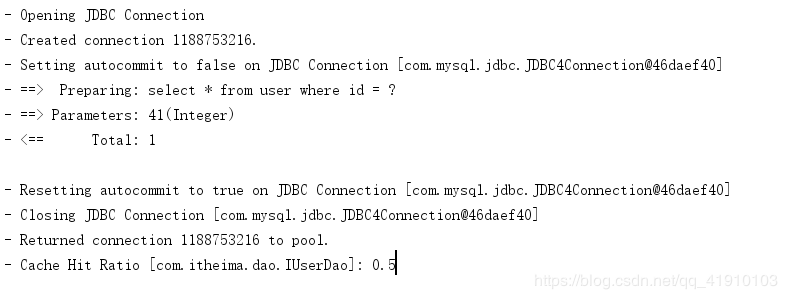 - Opening JDBC Connection
- Created connection 1188753216.
- Setting autocommit to false on JDBC Connection [com.mysql.jdbc.JDBC4Connection@46daef40]
- ==>  Preparing: select * from user where id = ?
- ==> Parameters: 41(Integer)
- <==      Total: 1
- Resetting autocommit to true on JDBC Connection [com.mysql.jdbc.JDBC4Connection@46daef40]
- Closing JDBC Connection [com.mysql.jdbc.JDBC4Connection@46daef40]
- Returned connection 1188753216 to pool.
- Cache Hit Ratio [com.itheima.dao.IUserDao]: 0.5
https://blog.csdn.net/qq_41910103